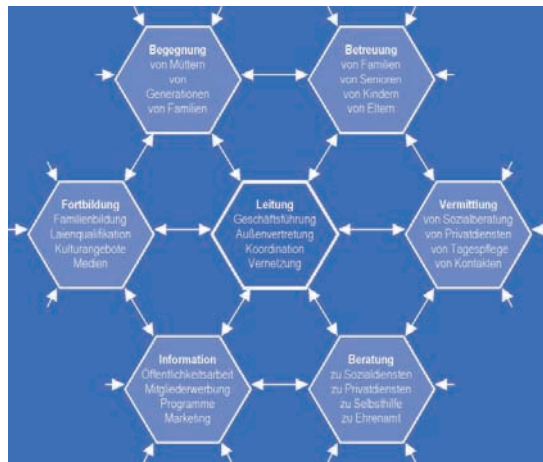 Begegnung
von Müttern
von
Generationen
von Familien
Betreuung
von Familien
von Senioren
von Kindern
von Eltern
Fortbildung
Familienbildung
Laienqualifikation
Kulturangebote
Medien
Leitung
Geschäftsführung
Außenvertretung
Koordination
Vernetzung
Vermittlung
von Sozialberatung
von Privatdiensten
von Tagespflege
von Kontakten
Information
Öffentlichkeitsarbeit
Mitgliederwerbung
Programme
Marketing
Beratung
zu Sozialdiensten
zu Privatdiensten
zu Selbsthilfe
zu Ehrenamt